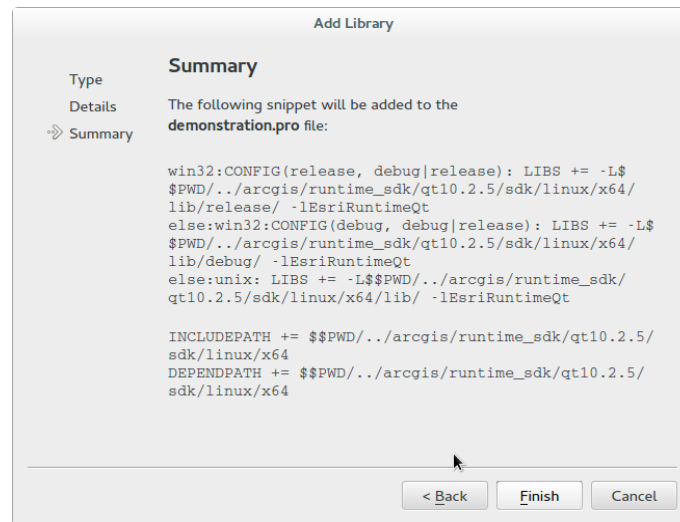 Add Library
Type
Details
Summary
Summary
The following snippet will be added to the
demonstration.pro file:
win32:CONFIG(release, debug|release): LIBS += -L$
$PWD/../arcgis/runtime_sdk/qt10.2.5/sdk/linux/x64/
lib/release/ -lEsriRuntimeQt
else:win32:CONFIG(debug, debug|release): LIBS += -L$
$PWD/../arcgis/runtime_sdk/qt10.2.5/sdk/linux/x64/
lib/debug/ -lEsriRuntimeQt
else:unix: LIBS += -L$$PWD/../arcgis/runtime_sdk/
qt10.2.5/sdk/linux/x64/lib/ -lEsriRuntimeQt
INCLUDEPATH += $$PWD/../arcgis/runtime_sdk/qt10.2.5/
sdk/linux/x64
DEPENDPATH += $$PWD/../arcgis/runtime_sdk/qt10.2.5/
sdk/linux/x64
< Back
Finish
Cancel